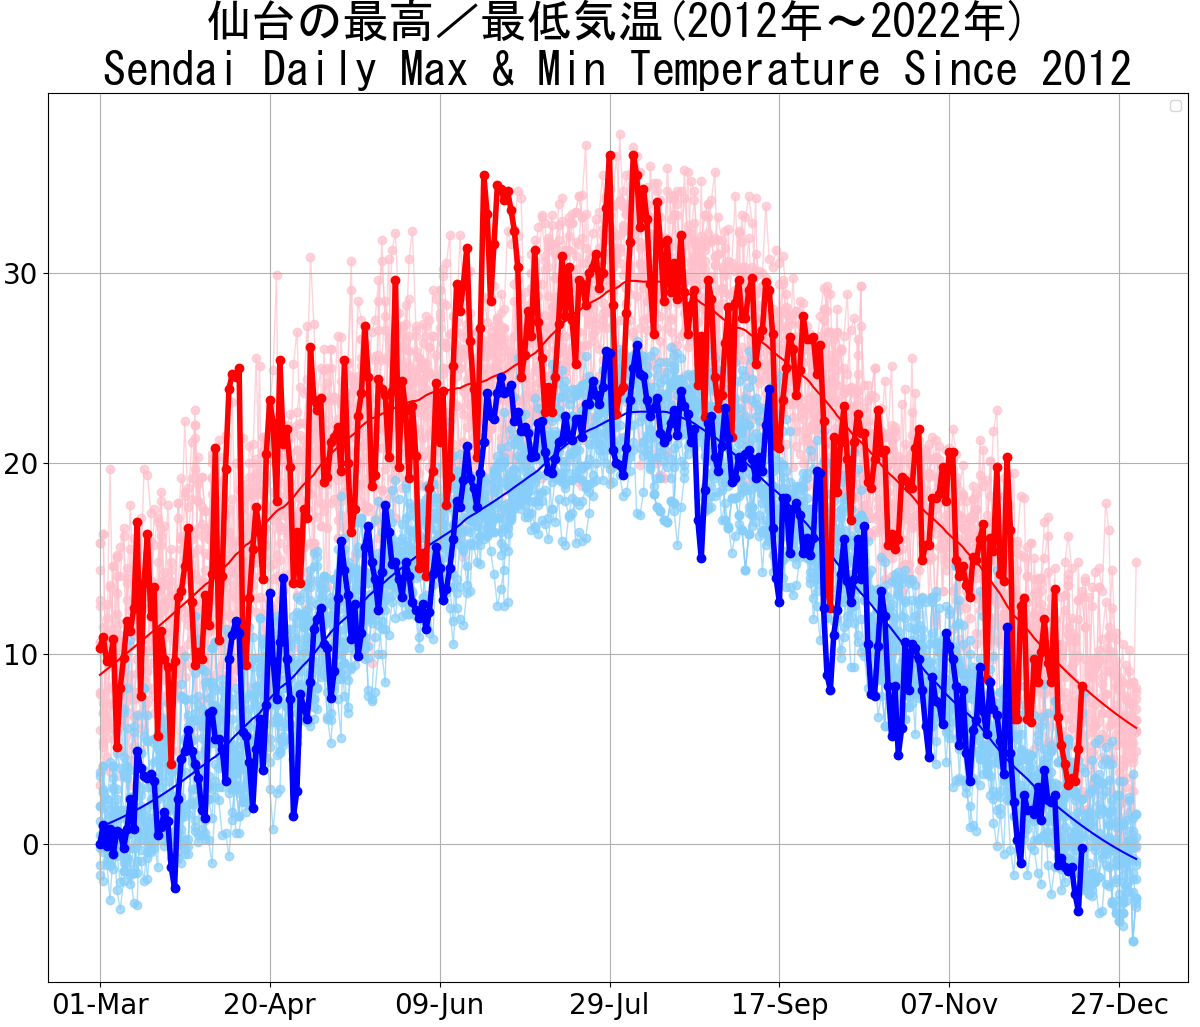 仙台の最高／最低気温(2012年～2022年)
Sendai Daily Max & Min Temperature Since 2012
30
20
10
0
01-Mar 20-Apr 09-Jun 29-Jul 17-Sep 07-Nov 27-Dec